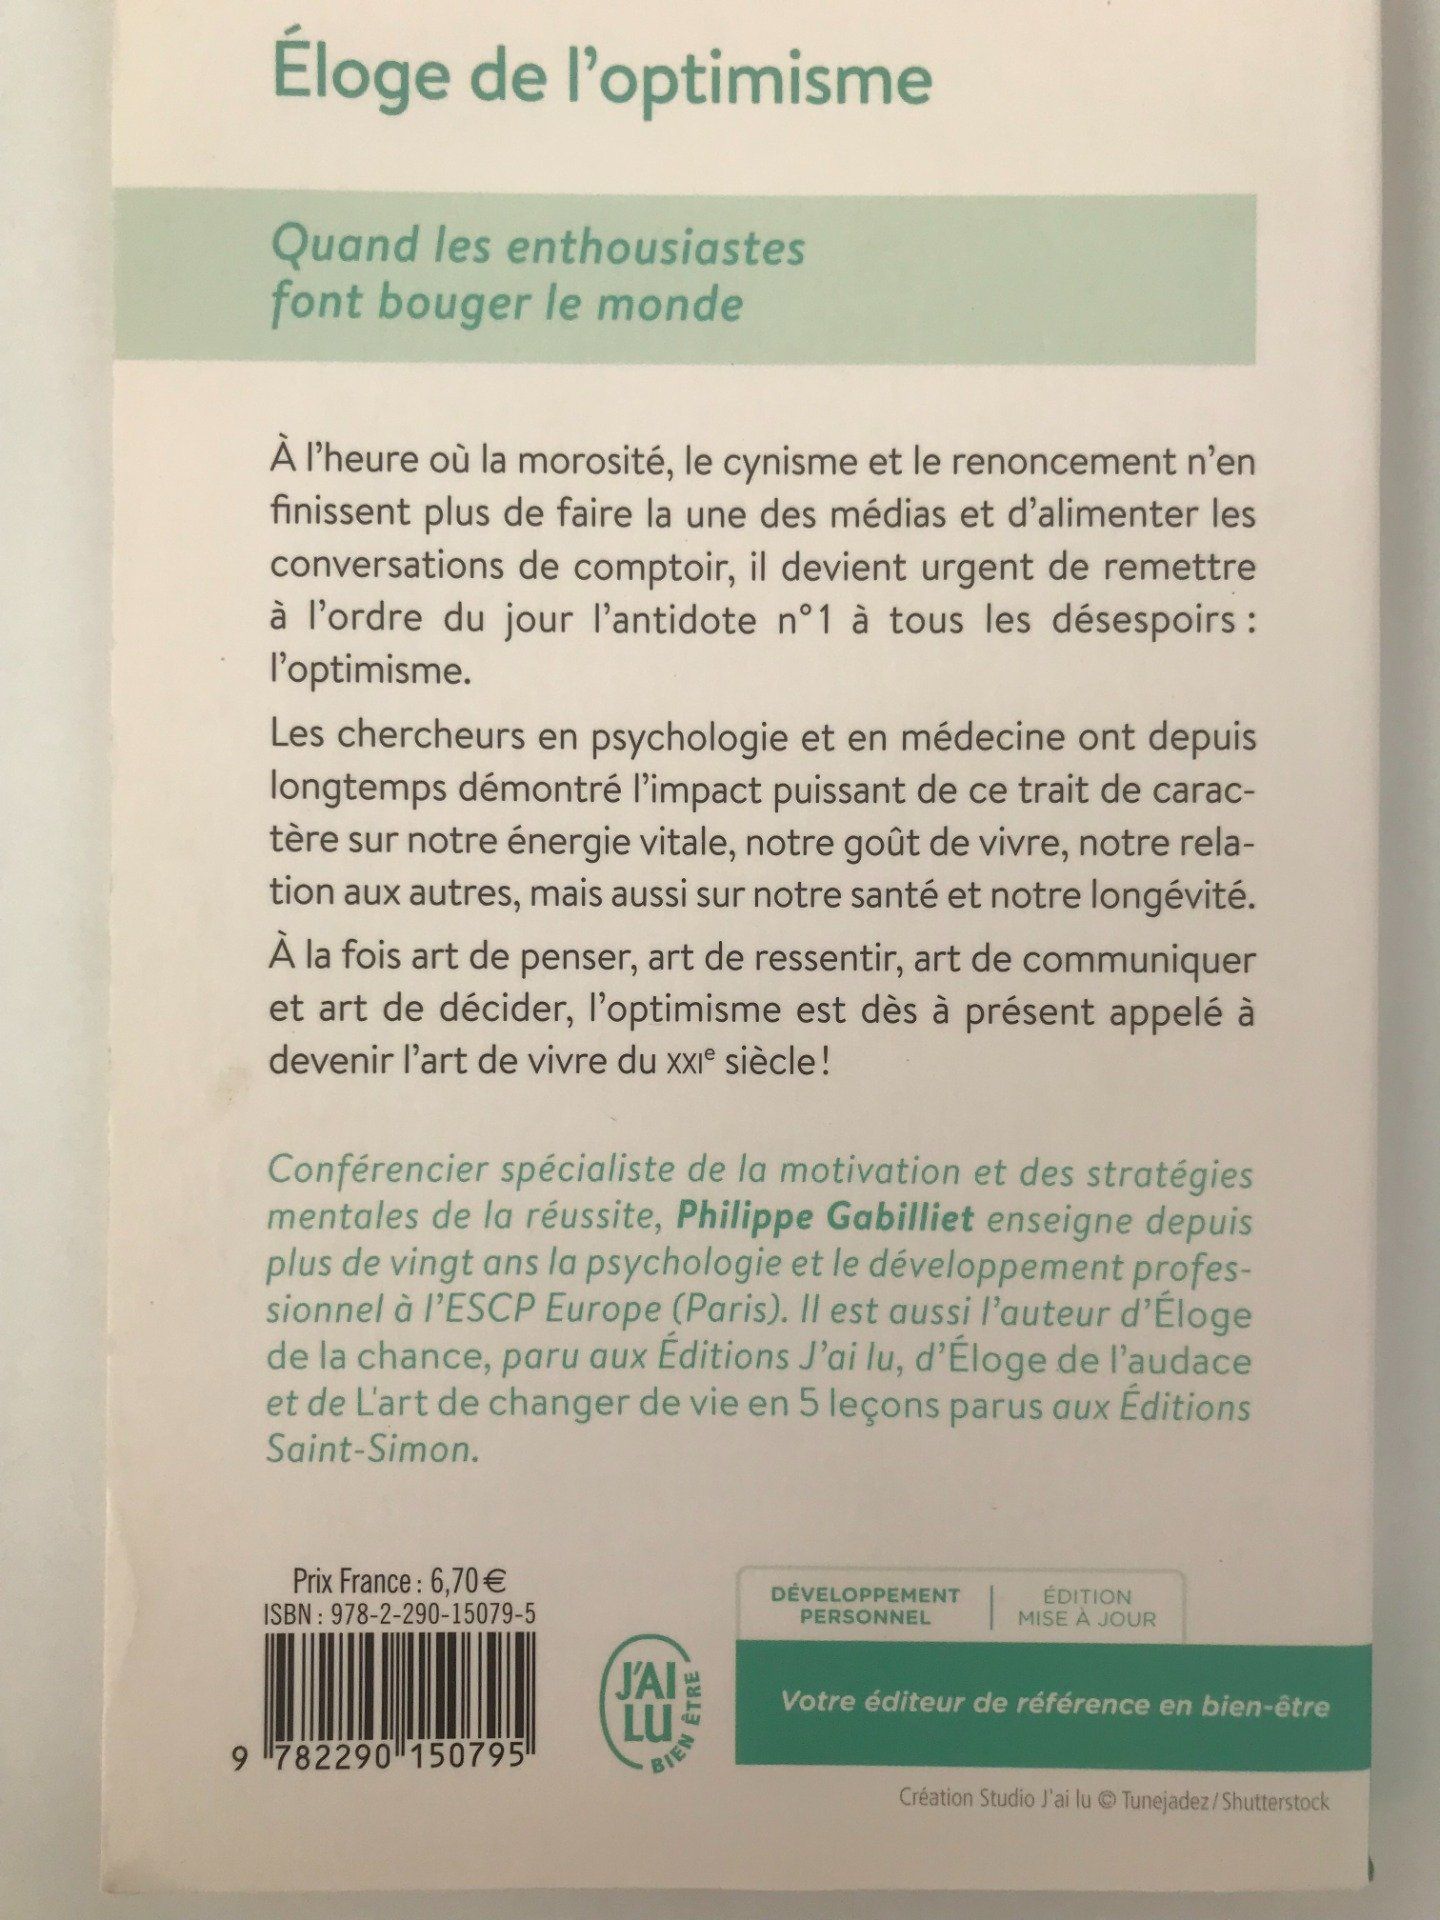 Éloge de l'optimisme
Quand les enthousiastes
font bouger le monde
À l'heure où la morosité, le cynisme et le renoncement n'en
finissent plus de faire la une des médias et d'alimenter les
conversations de comptoir, il devient urgent de remettre
à l'ordre du jour l'antidote n°1 à tous les désespoirs :
l'optimisme.
Les chercheurs en psychologie et en médecine ont depuis
longtemps démontré l'impact puissant de ce trait de carac-
tère sur notre énergie vitale, notre goût de vivre, notre rela-
tion aux autres, mais aussi sur notre santé et notre longévité.
À la fois art de penser, art de ressentir, art de communiquer
et art de décider, l'optimisme est dès à présent appelé à
devenir l'art de vivre du XXIe siècle !
Conférencier spécialiste de la motivation et des stratégies
mentales de la réussite, Philippe Gabilliet enseigne depuis
plus de vingt ans la psychologie et le développement profes-
sionnel à l'ESCP Europe (Paris). Il est aussi l'auteur d'Éloge
de la chance, paru aux Éditions J'ai lu, d'Éloge de l'audace
et de L'art de changer de vie en 5 leçons parus aux Éditions
Saint-Simon.
Prix France : 6,70 €
ISBN : 978-2-290-15079-5
9 782290 150795
J'AI
LU
BIEN ÊTRE
DÉVELOPPEMENT
PERSONNEL
ÉDITION
MISE À JOUR
Votre éditeur de référence en bien-être
Création Studio J'ai lu © Tunejadez / Shutterstock